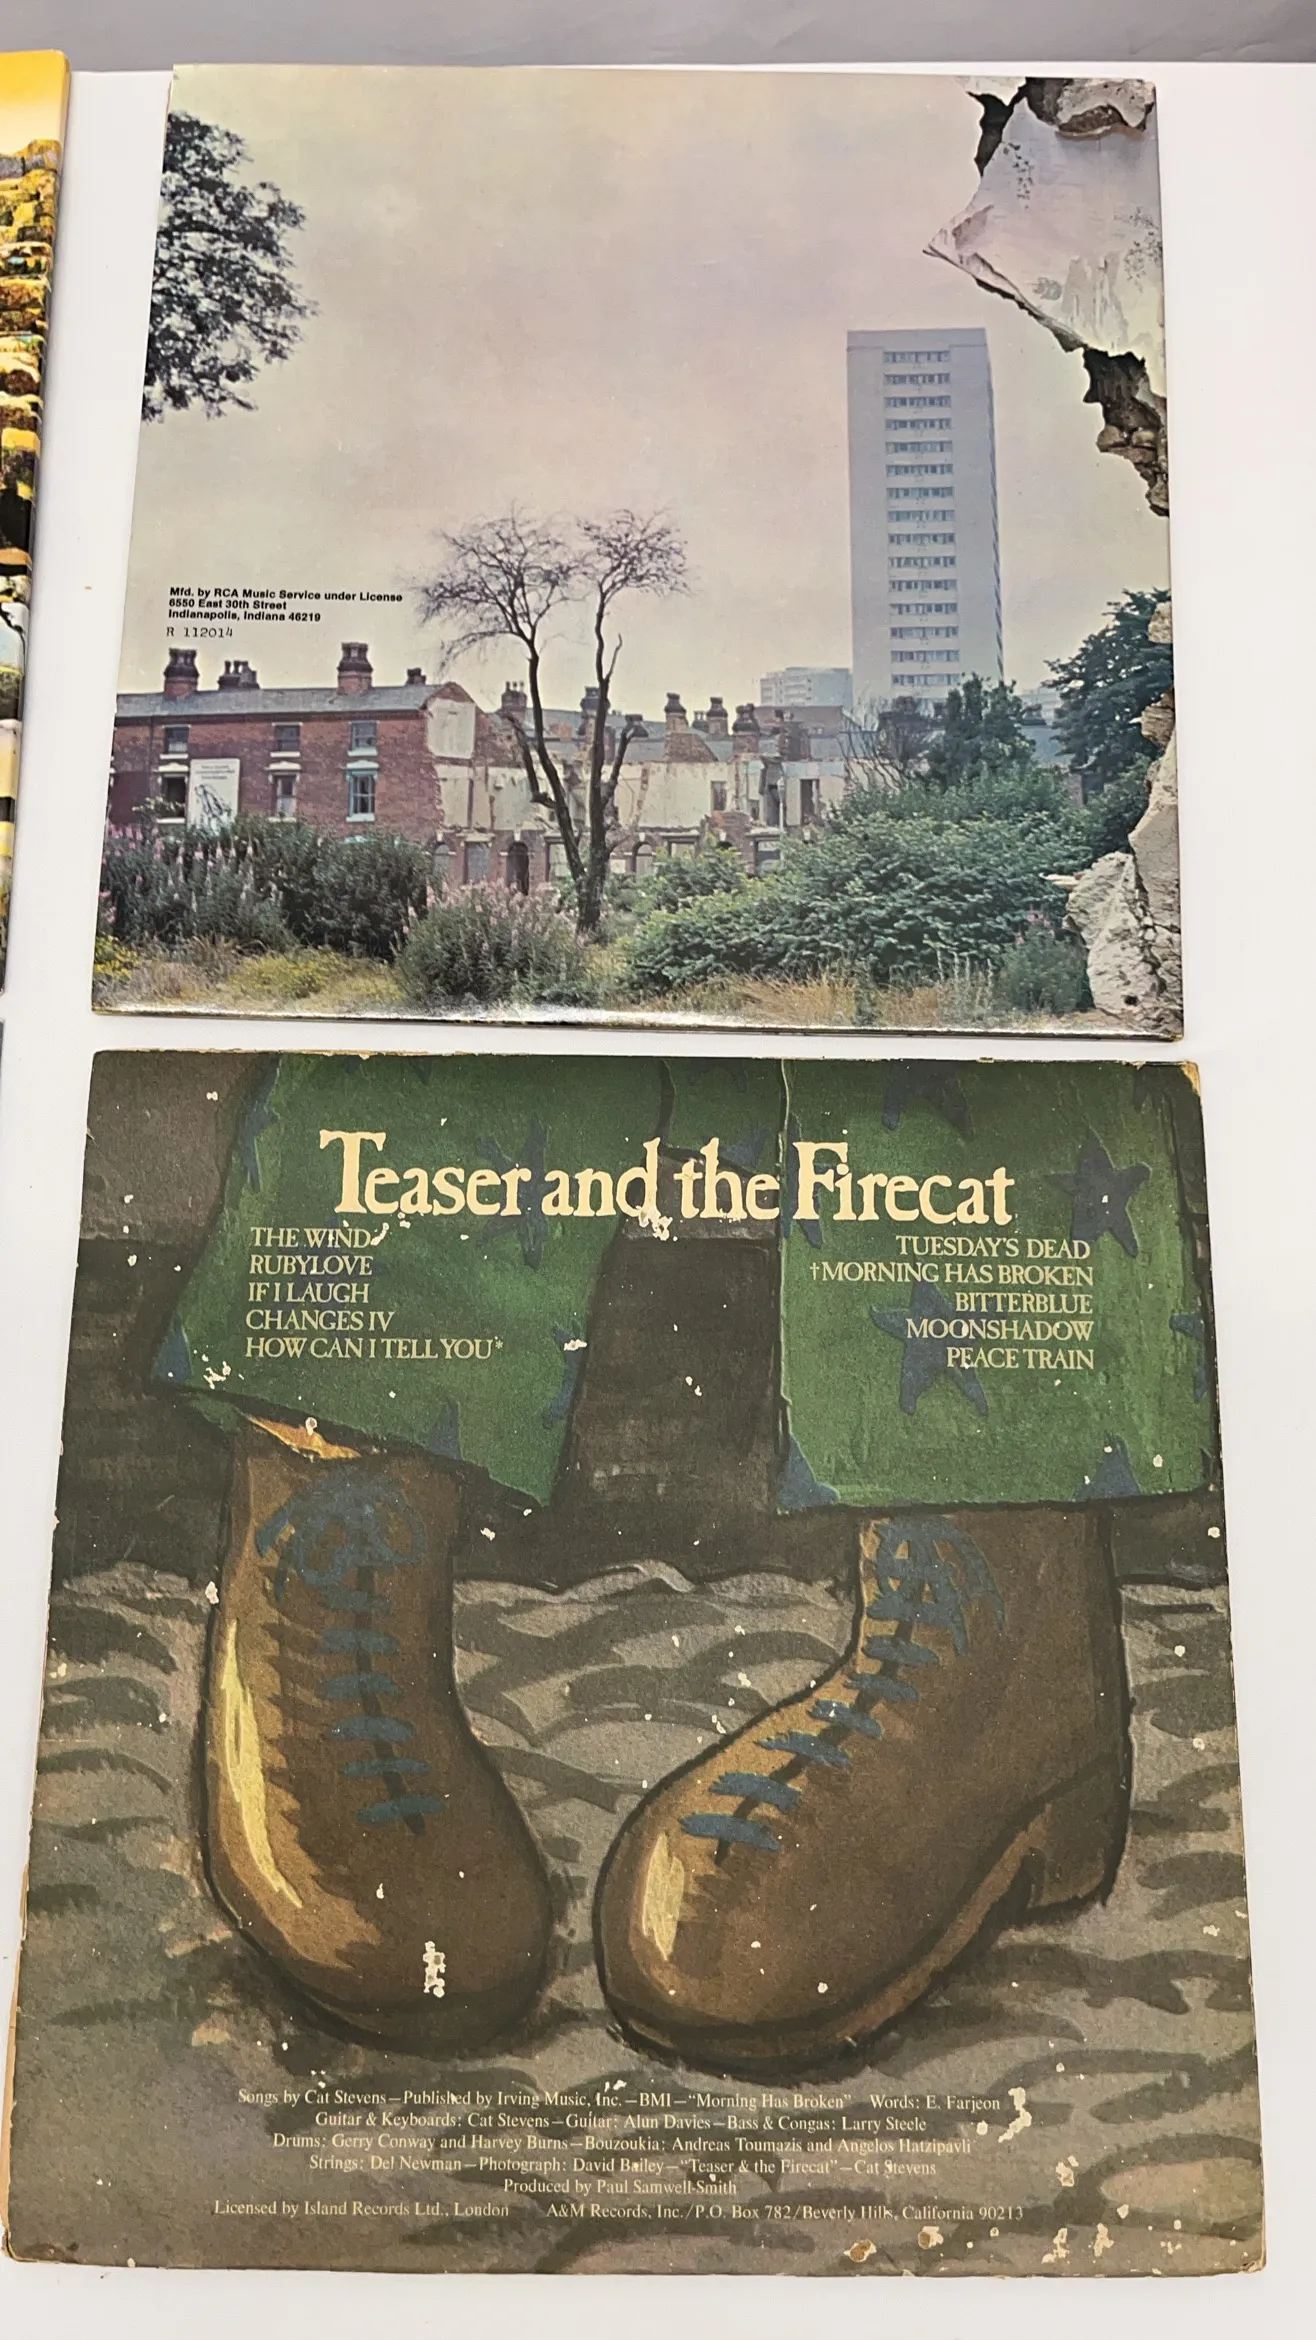 Mfd. by RCA Music Service under License
6550 East 30th Street
Indianapolis, Indiana 46219
R 112014
Teaser and the Firecat
THE WIND
RUBYLOVE
IF I LAUGH
CHANGES IV
HOW CAN I TELL YOU*
TUESDAY'S DEAD
†MORNING HAS BROKEN
BITTERBLUE
MOONSHADOW
PEACE TRAIN
Songs by Cat Stevens—Published by Irving Music, Inc.—BMI—"Morning Has Broken" Words: E. Farjeon
Guitar & Keyboards: Cat Stevens—Guitar: Alun Davies—Bass & Congas: Larry Steele
Drums: Gerry Conway and Harvey Burns—Bouzoukia: Andreas Toumazis and Angelos Hatzipavli
Strings: Del Newman—Photograph: David Bailey—"Teaser & the Firecat"—Cat Stevens
Produced by Paul Samwell-Smith
Licensed by Island Records Ltd., London A&M Records, Inc./P.O. Box 782/Beverly Hills, California 90213